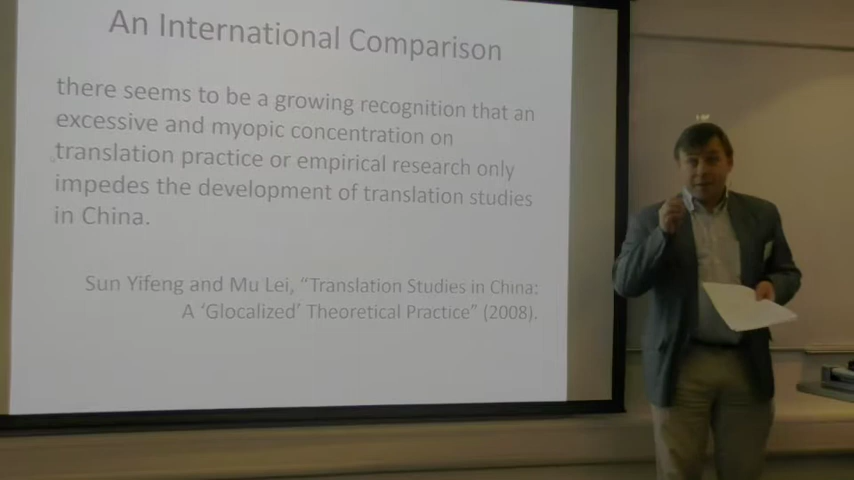 An International Comparison
there seems to be a growing recognition that an
excessive and myopic concentration on
translation practice or empirical research only
impedes the development of translation studies
in China.
Sun Yifeng and Mu Lei, “Translation Studies in China:
A ‘Glocalized’ Theoretical Practice” (2008).